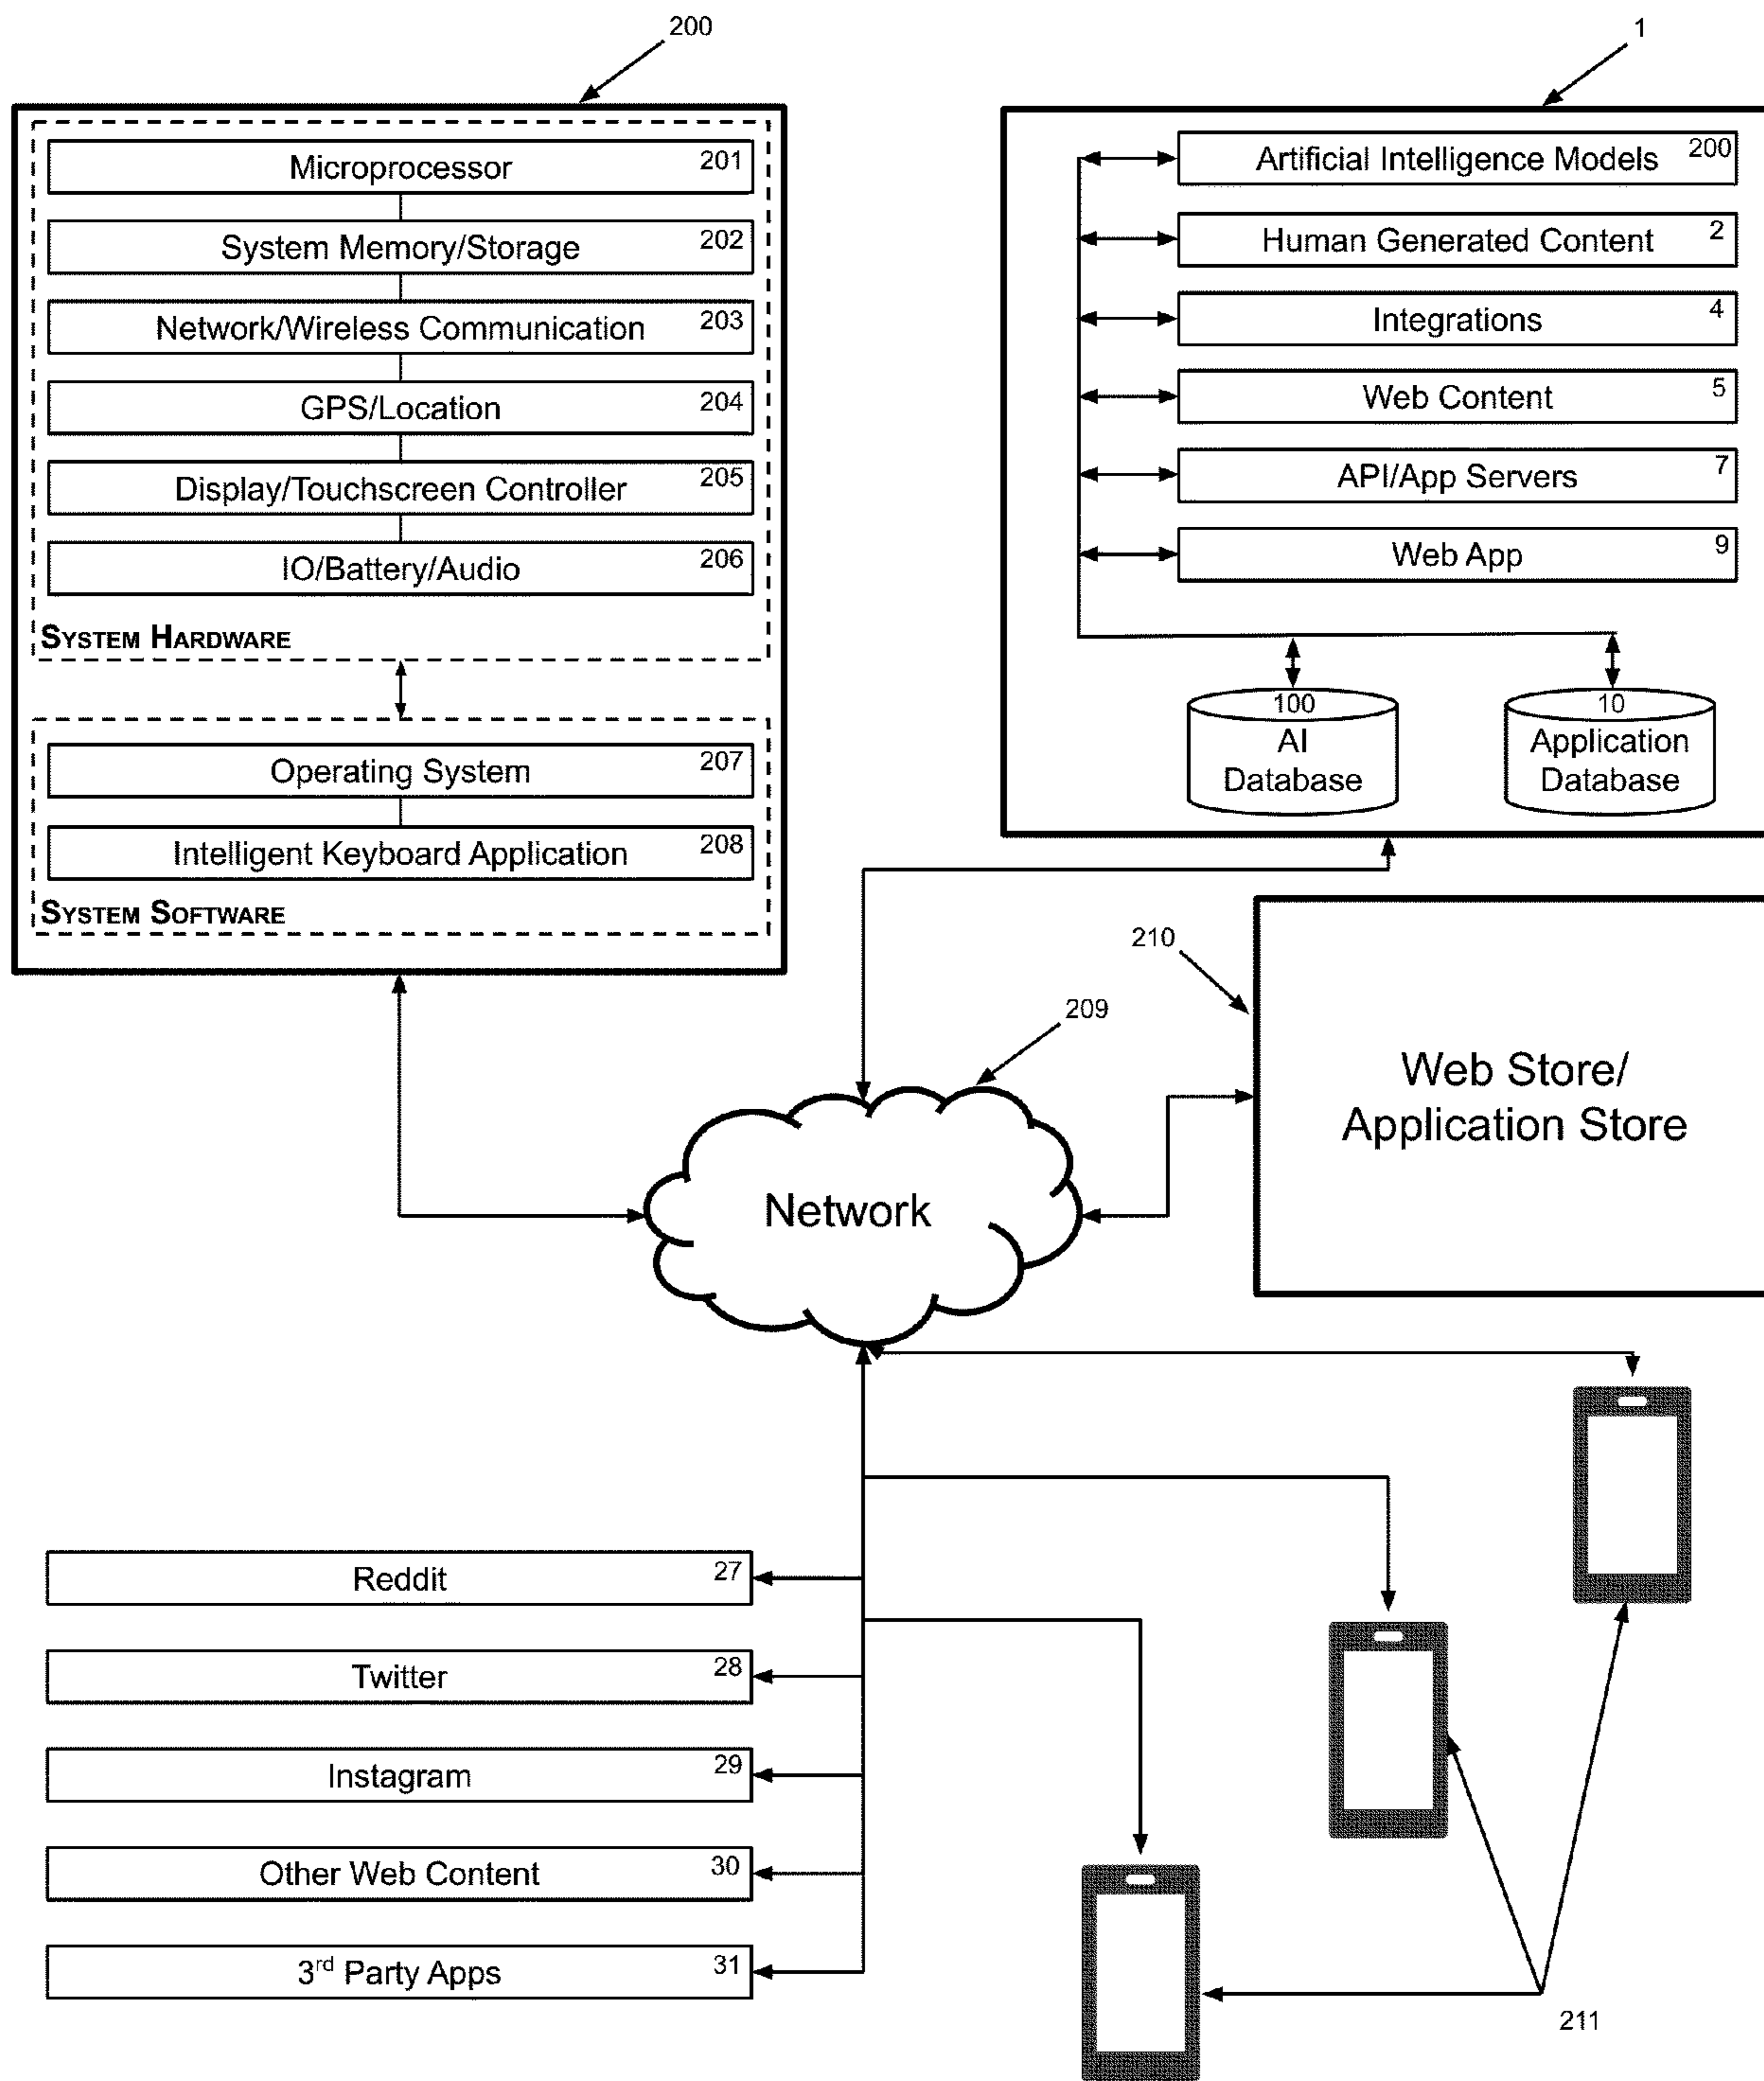 200
Microprocessor 201
System Memory/Storage 202
Network/Wireless Communication 203
GPS/Location 204
Display/Touchscreen Controller 205
IO/Battery/Audio 206
SYSTEM HARDWARE
Operating System 207
Intelligent Keyboard Application 208
SYSTEM SOFTWARE
1
Artificial Intelligence Models 200
Human Generated Content 2
Integrations 4
Web Content 5
API/App Servers 7
Web App 9
100
AI
Database
10
Application
Database
210
Web Store/
Application Store
209
Network
Reddit 27
Twitter 28
Instagram 29
Other Web Content 30
3rd Party Apps 31
211